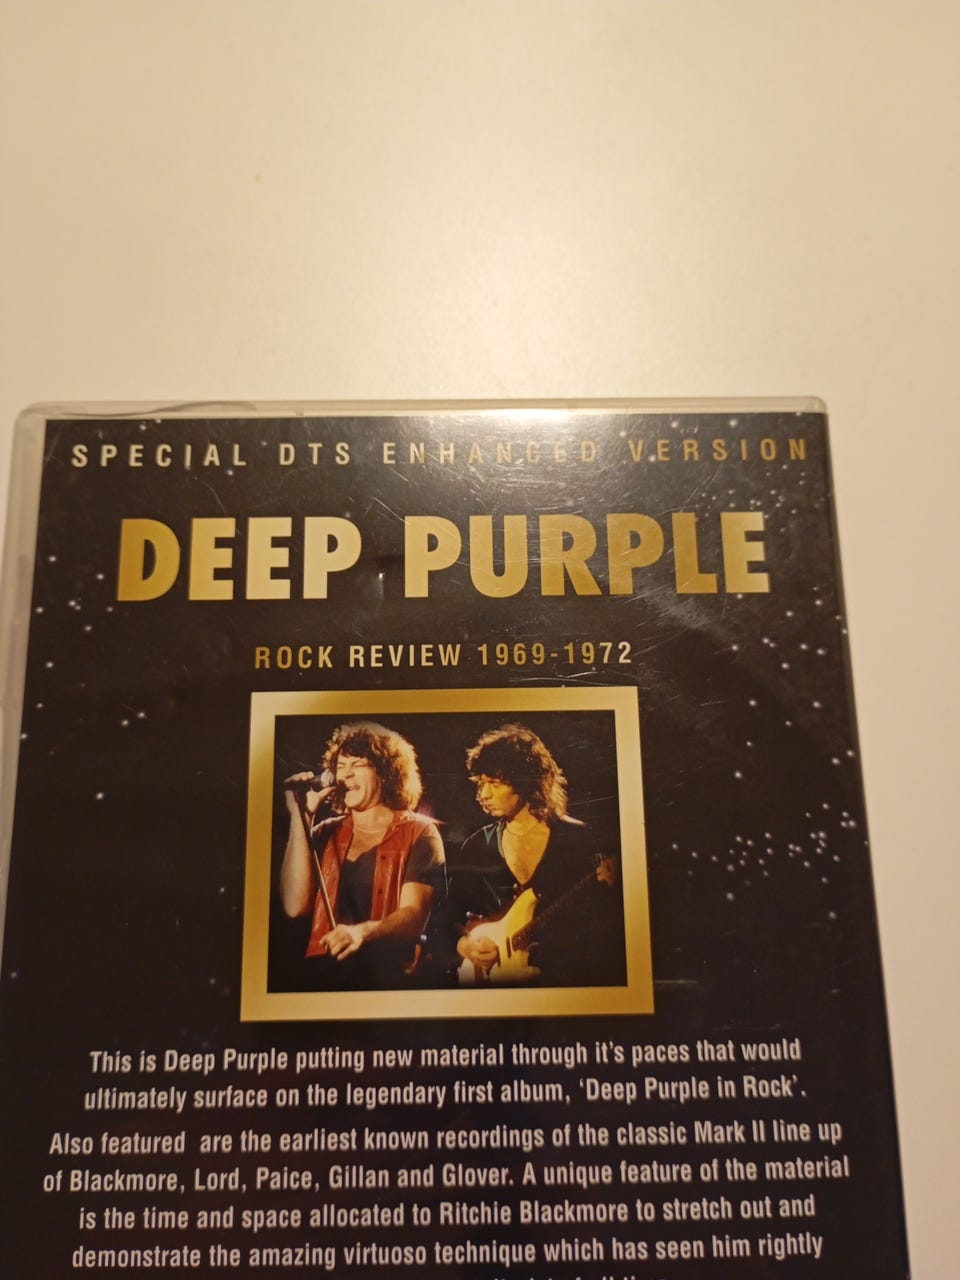 SPECIAL DTS ENHANCED VERSION
DEEP PURPLE
ROCK REVIEW 1969-1972
This is Deep Purple putting new material through it's paces that would
ultimately surface on the legendary first album, ‘Deep Purple in Rock’.
Also featured are the earliest known recordings of the classic Mark II line up
of Blackmore, Lord, Paice, Gillan and Glover. A unique feature of the material
is the time and space allocated to Ritchie Blackmore to stretch out and
demonstrate the amazing virtuoso technique which has seen him rightly